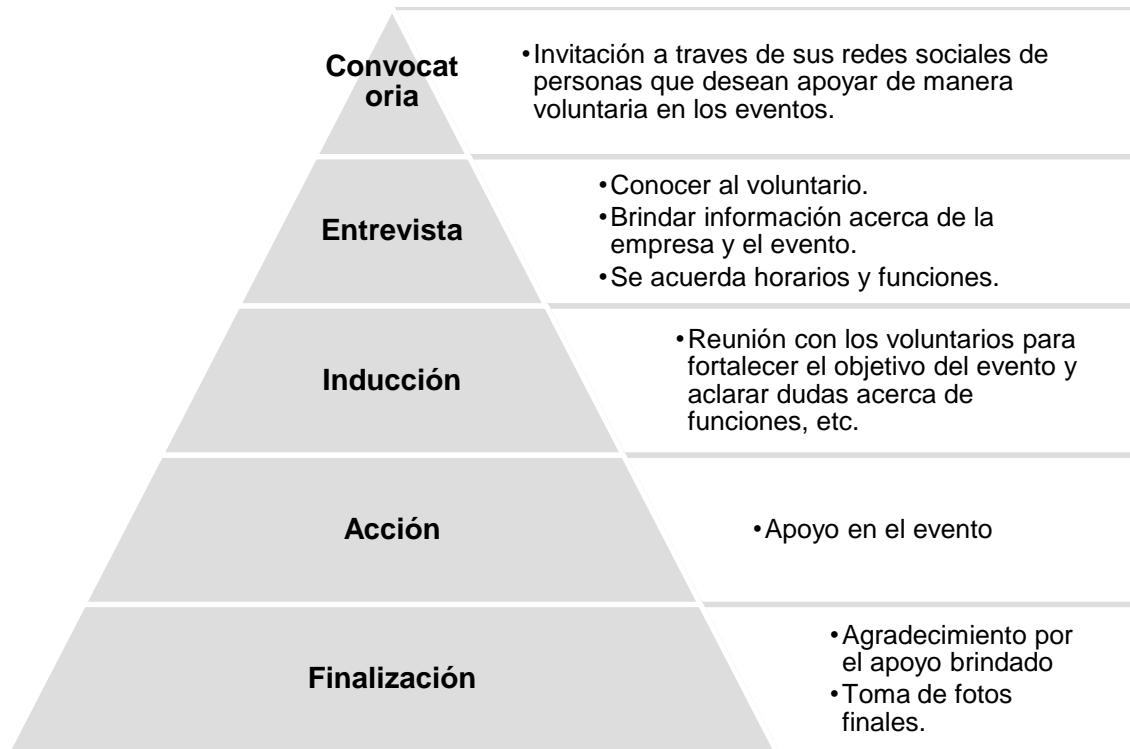 Convocat
oria
•Invitación a traves de sus redes sociales de
personas que desean apoyar de manera
voluntaria en los eventos.
Entrevista
•Conocer al voluntario.
•Brindar información acerca de la
empresa y el evento.
•Se acuerda horarios y funciones.
Inducción
•Reunión con los voluntarios para
fortalecer el objetivo del evento y
aclarar dudas acerca de
funciones, etc.
Acción
•Apoyo en el evento
Finalización
•Agradecimiento por
el apoyo brindado
•Toma de fotos
finales.